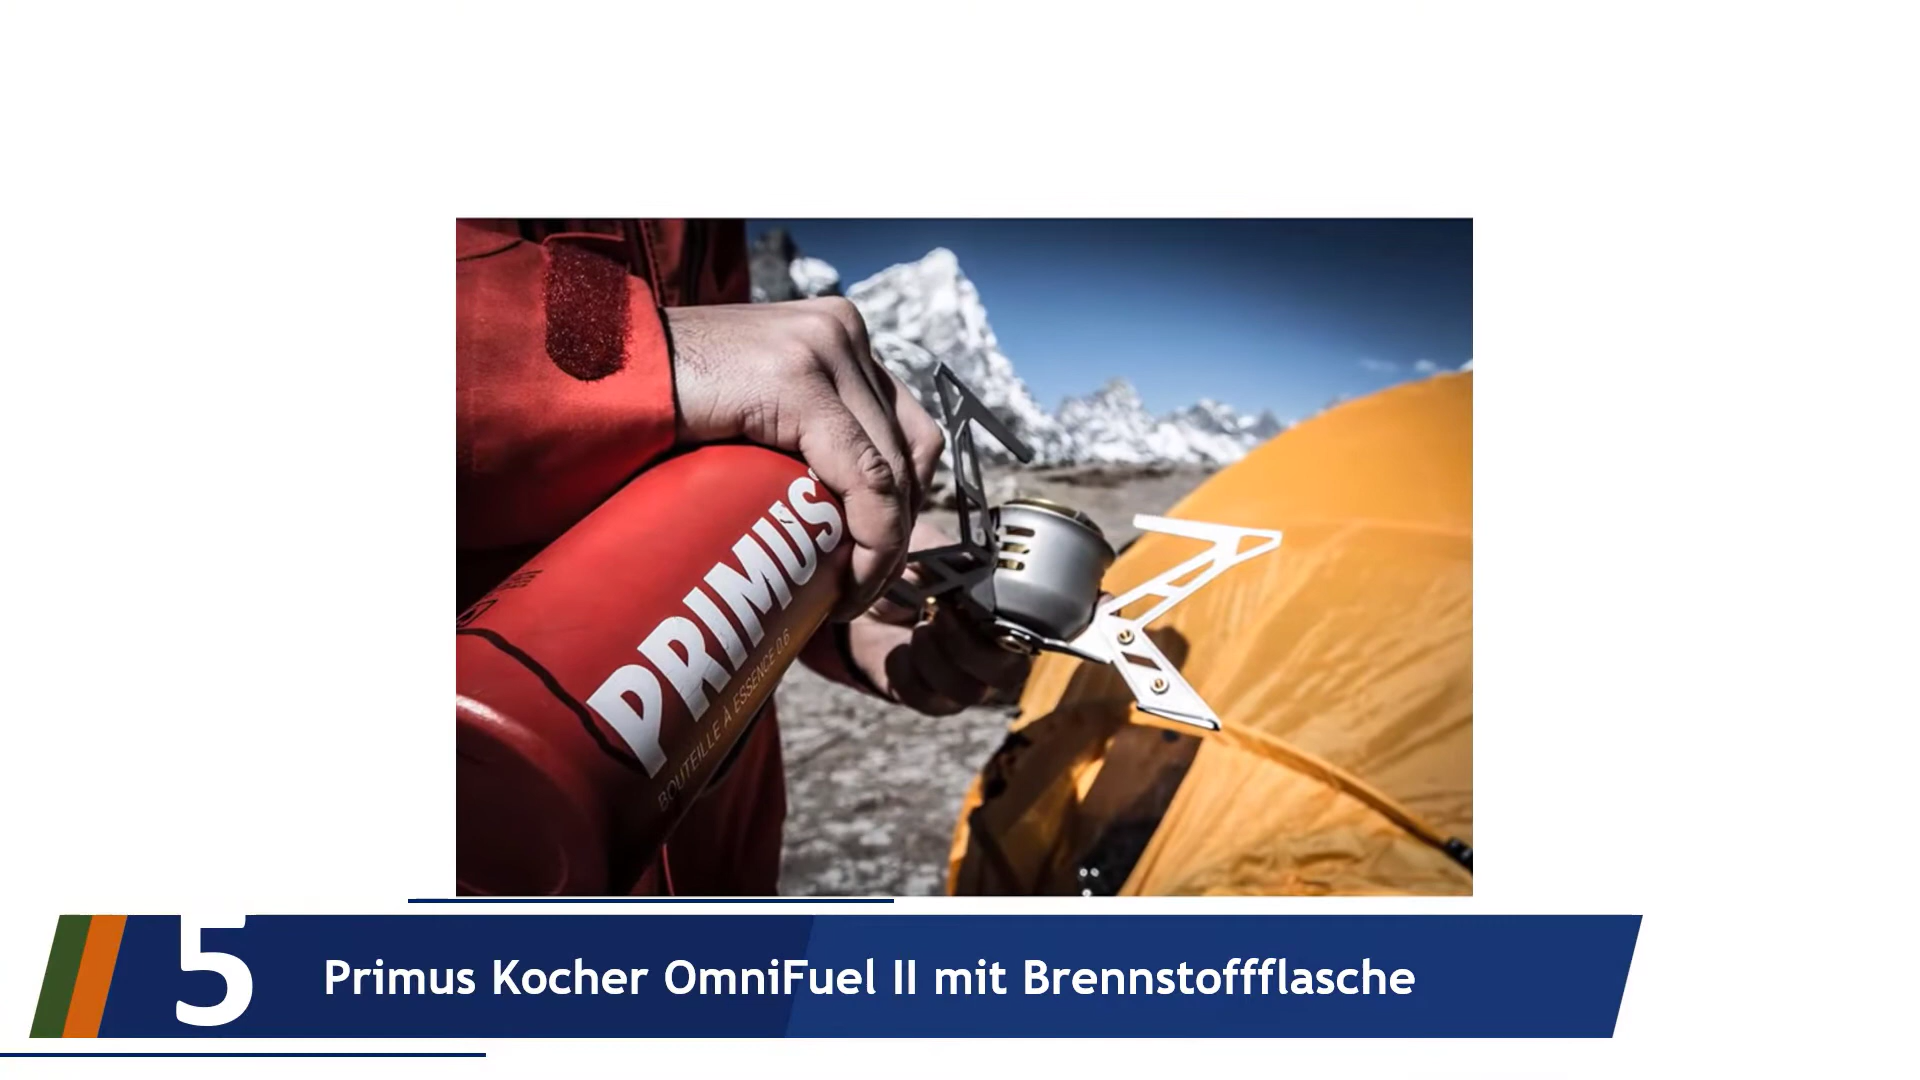 PRIMUS
BOUTEILLE À ESSENCE 0.6
5
Primus Kocher OmniFuel II mit Brennstoffflasche